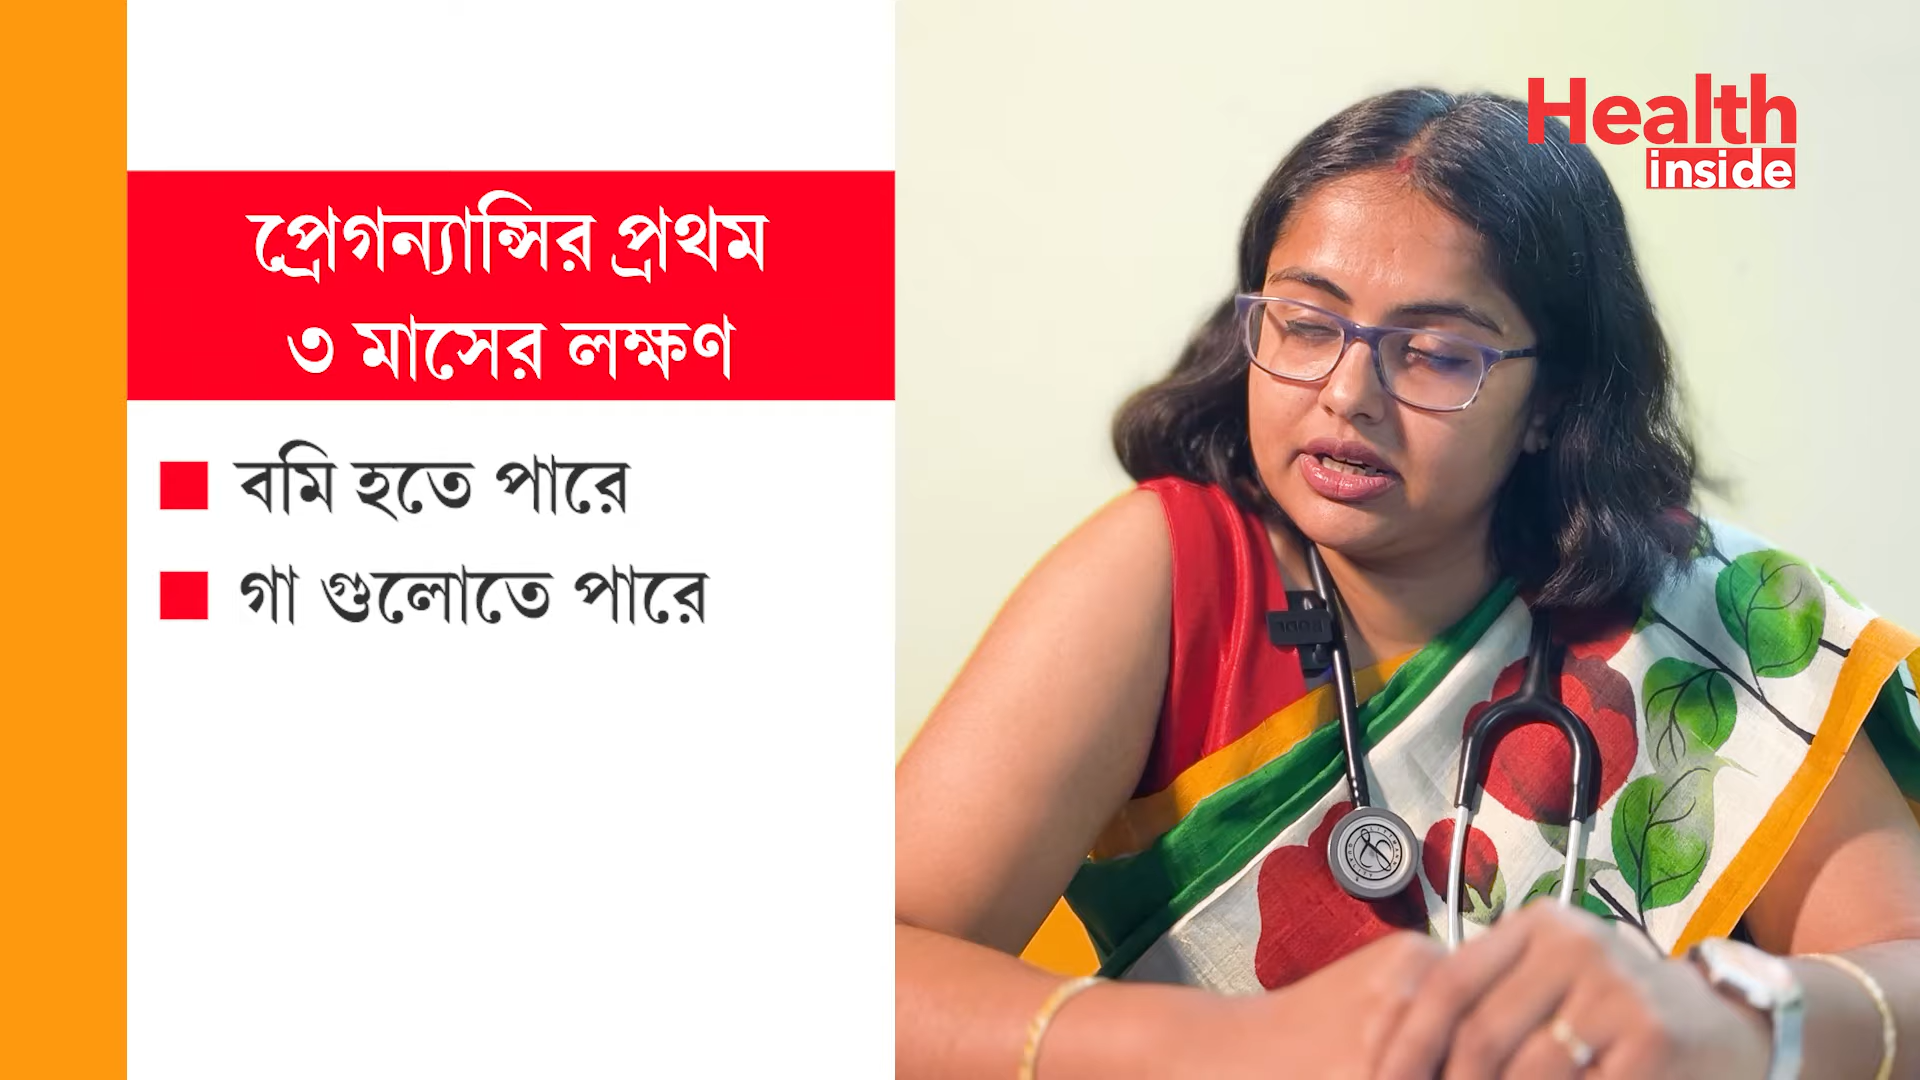 প্রেগন্যান্সির প্রথম
৩ মাসের লক্ষণ
বমি হতে পারে
গা গুলোতে পারে
Health
inside